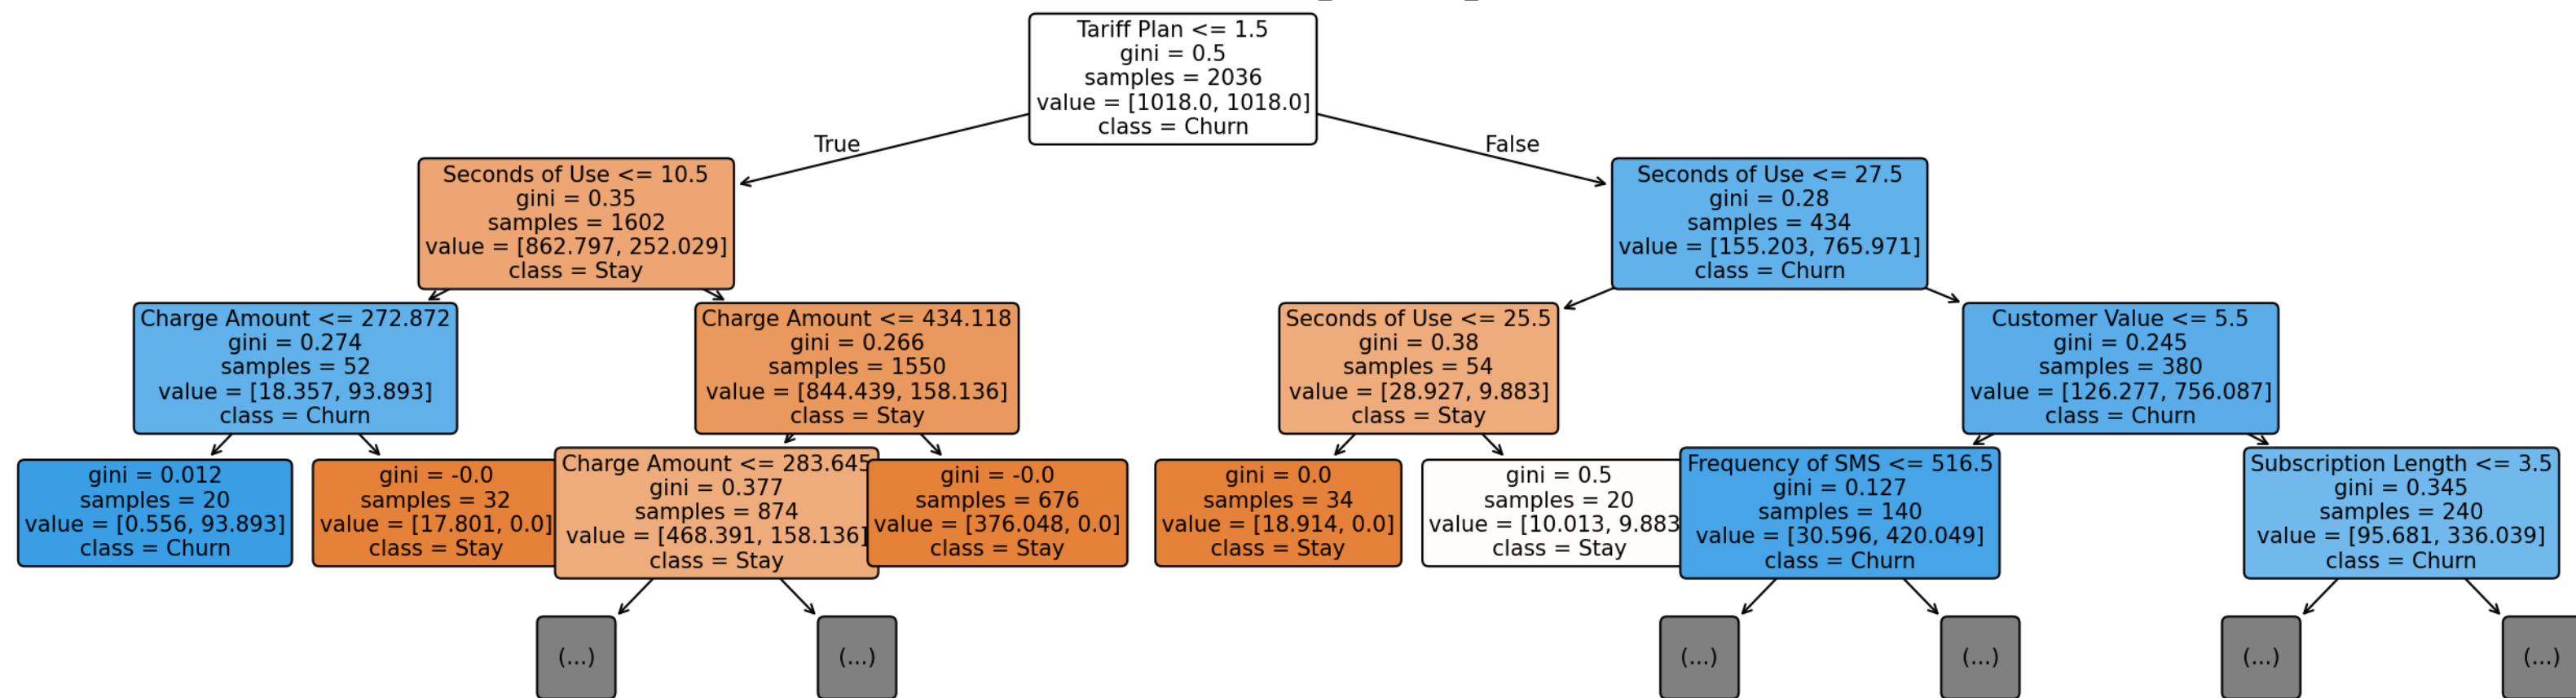 Tariff Plan <= 1.5
gini = 0.5
samples = 2036
value = [1018.0, 1018.0]
class = Churn
True
False
Seconds of Use <= 10.5
gini = 0.35
samples = 1602
value = [862.797, 252.029]
class = Stay
Seconds of Use <= 27.5
gini = 0.28
samples = 434
value = [155.203, 765.971]
class = Churn
Charge Amount <= 272.872
gini = 0.274
samples = 52
value = [18.357, 93.893]
class = Churn
Charge Amount <= 434.118
gini = 0.266
samples = 1550
value = [844.439, 158.136]
class = Stay
Seconds of Use <= 25.5
gini = 0.38
samples = 54
value = [28.927, 9.883]
class = Stay
Customer Value <= 5.5
gini = 0.245
samples = 380
value = [126.277, 756.087]
class = Churn
gini = 0.012
samples = 20
value = [0.556, 93.893]
class = Churn
gini = -0.0
samples = 32
value = [17.801, 0.0]
class = Stay
Charge Amount <= 283.645
gini = 0.377
samples = 874
value = [468.391, 158.136]
class = Stay
gini = -0.0
samples = 676
value = [376.048, 0.0]
class = Stay
gini = 0.0
samples = 34
value = [18.914, 0.0]
class = Stay
gini = 0.5
samples = 20
value = [10.013, 9.883
class = Stay
Frequency of SMS <= 516.5
gini = 0.127
samples = 140
value = [30.596, 420.049]
class = Churn
Subscription Length <= 3.5
gini = 0.345
samples = 240
value = [95.681, 336.039]
class = Churn
(...)
(...)
(...)
(...)
(...)
(...)